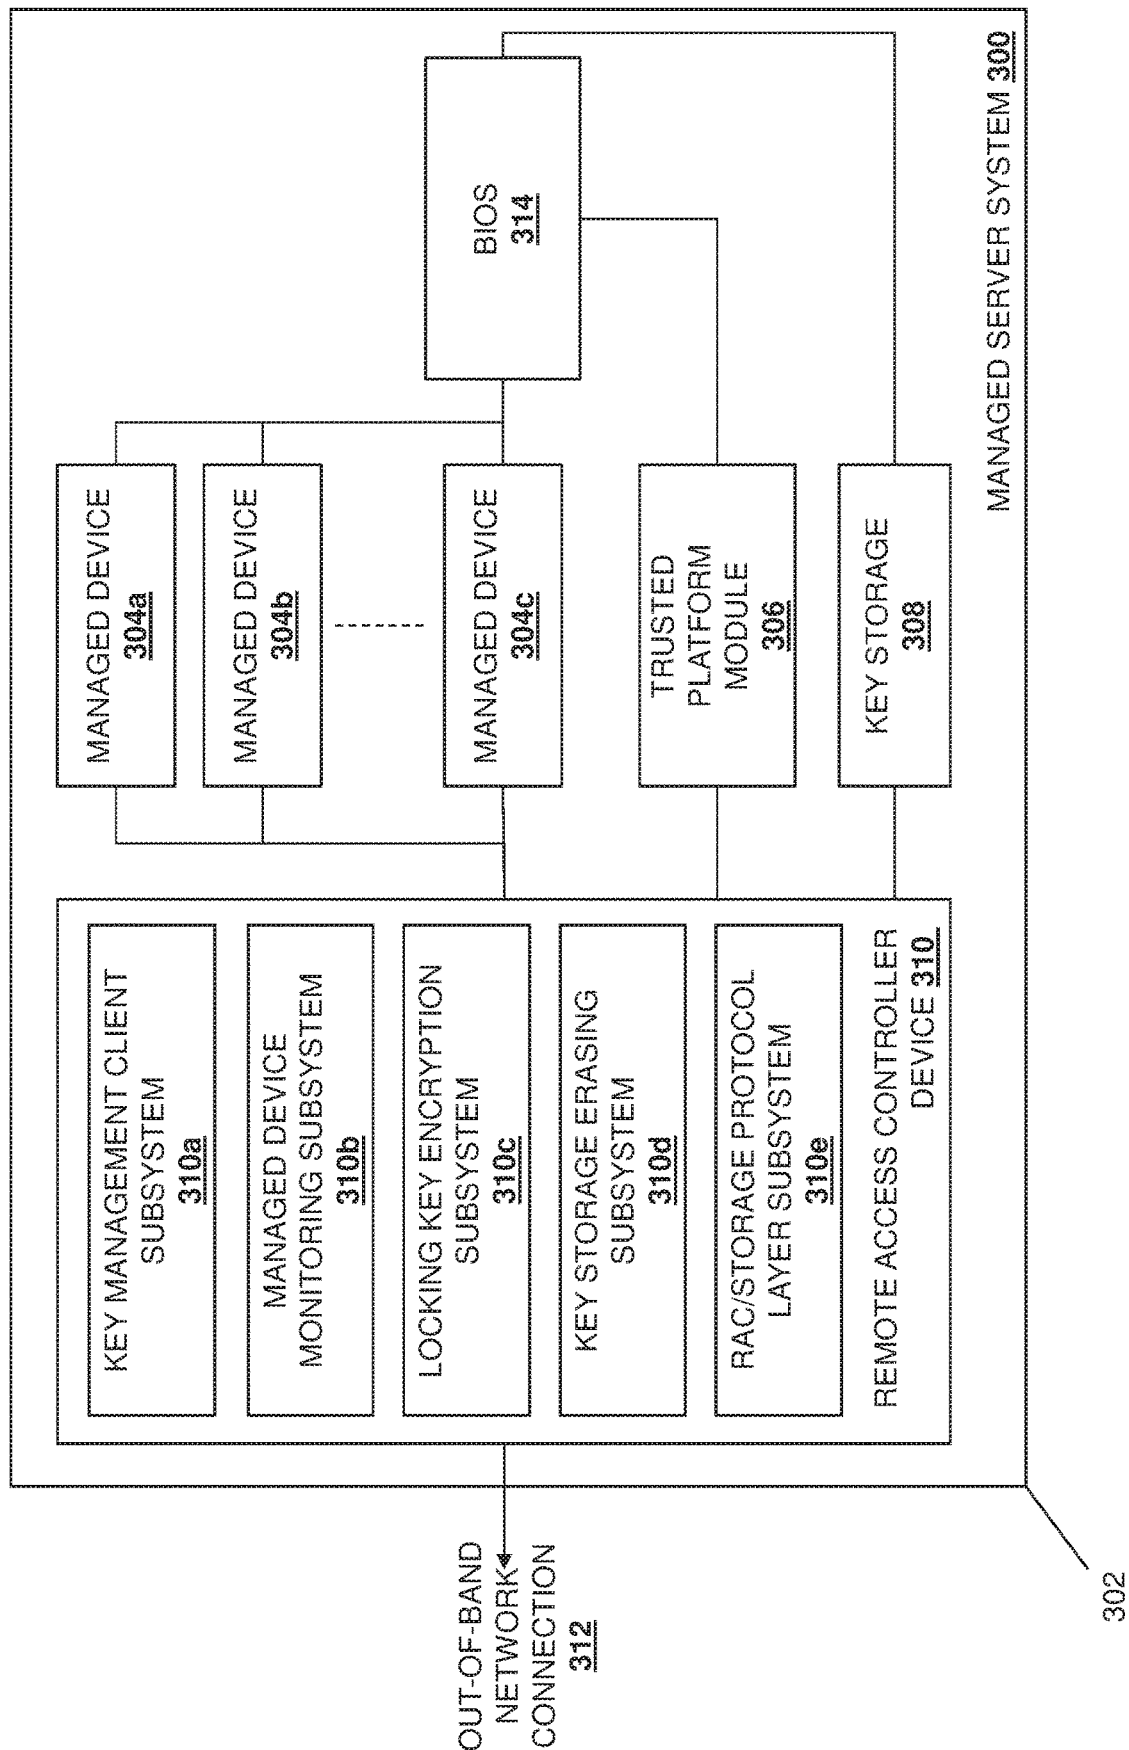 OUT-OF-BAND
NETWORK
CONNECTION
312
KEY MANAGEMENT CLIENT
SUBSYSTEM
310a
MANAGED DEVICE
MONITORING SUBSYSTEM
310b
LOCKING KEY ENCRYPTION
SUBSYSTEM
310c
KEY STORAGE ERASING
SUBSYSTEM
310d
RAC/STORAGE PROTOCOL
LAYER SUBSYSTEM
310e
REMOTE ACCESS CONTROLLER
DEVICE 310
MANAGED DEVICE
304a
MANAGED DEVICE
304b
MANAGED DEVICE
304c
TRUSTED
PLATFORM
MODULE
306
KEY STORAGE
308
BIOS
314
MANAGED SERVER SYSTEM 300
302